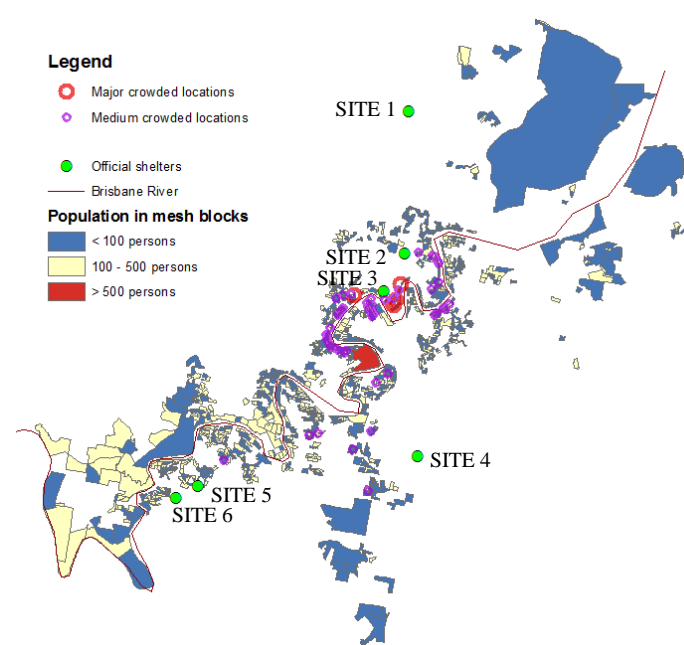 Legend
Major crowded locations
Medium crowded locations
Official shelters
Brisbane River
Population in mesh blocks
< 100 persons
100 - 500 persons
> 500 persons
SITE 1
SITE 2
SITE 3
SITE 4
SITE 5
SITE 6